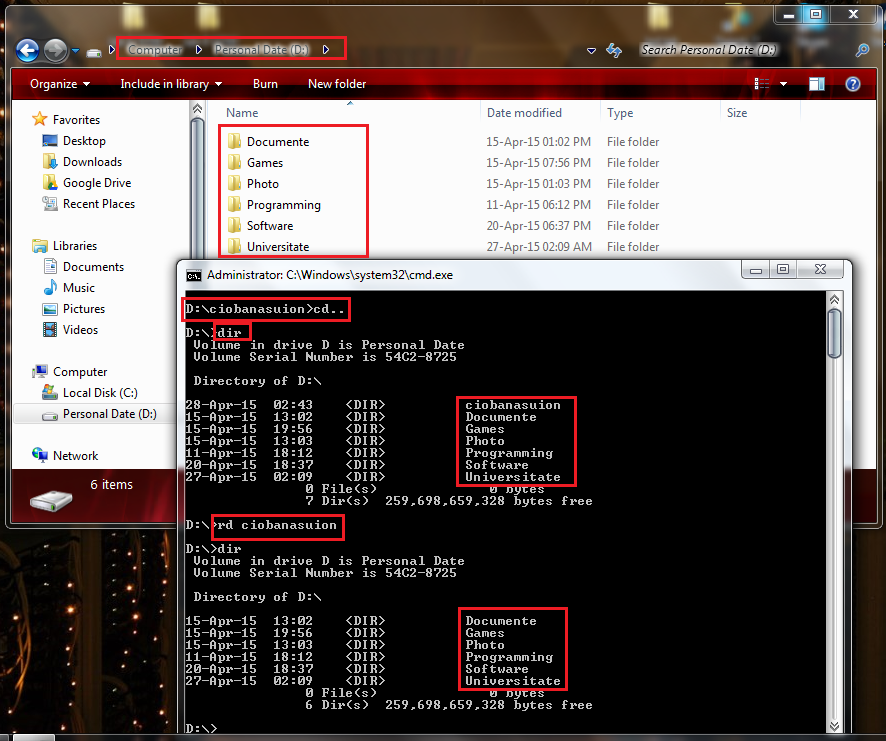 Computer Personal Date (D:)
Search Personal Date (D:)
Organize Include in library Burn New folder
Name Date modified Type Size
Favorites
Desktop
Downloads
Google Drive
Recent Places
Libraries
Documents
Music
Pictures
Videos
Computer
Local Disk (C:)
Personal Date (D:)
Network
6 items
Documente 15-Apr-15 01:02 PM File folder
Games 15-Apr-15 07:56 PM File folder
Photo 15-Apr-15 01:03 PM File folder
Programming 11-Apr-15 06:12 PM File folder
Software 20-Apr-15 06:37 PM File folder
Universitate 27-Apr-15 02:09 AM File folder
Administrator: C:\Windows\system32\cmd.exe
D:\ciobanasuion>cd..
D:\>dir
Volume in drive D is Personal Date
Volume Serial Number is 54C2-8725
Directory of D:\
28-Apr-15 02:43 <DIR> ciobanasuion
15-Apr-15 13:02 <DIR> Documente
15-Apr-15 19:56 <DIR> Games
15-Apr-15 13:03 <DIR> Photo
11-Apr-15 18:12 <DIR> Programming
20-Apr-15 18:37 <DIR> Software
27-Apr-15 02:09 <DIR> Universitate
0 File(s) 0 bytes
7 Dir(s) 259,698,659,328 bytes free
D:\>rd ciobanasuion
D:\>dir
Volume in drive D is Personal Date
Volume Serial Number is 54C2-8725
Directory of D:\
15-Apr-15 13:02 <DIR> Documente
15-Apr-15 19:56 <DIR> Games
15-Apr-15 13:03 <DIR> Photo
11-Apr-15 18:12 <DIR> Programming
20-Apr-15 18:37 <DIR> Software
27-Apr-15 02:09 <DIR> Universitate
0 File(s) 0 bytes
6 Dir(s) 259,698,659,328 bytes free
D:\>